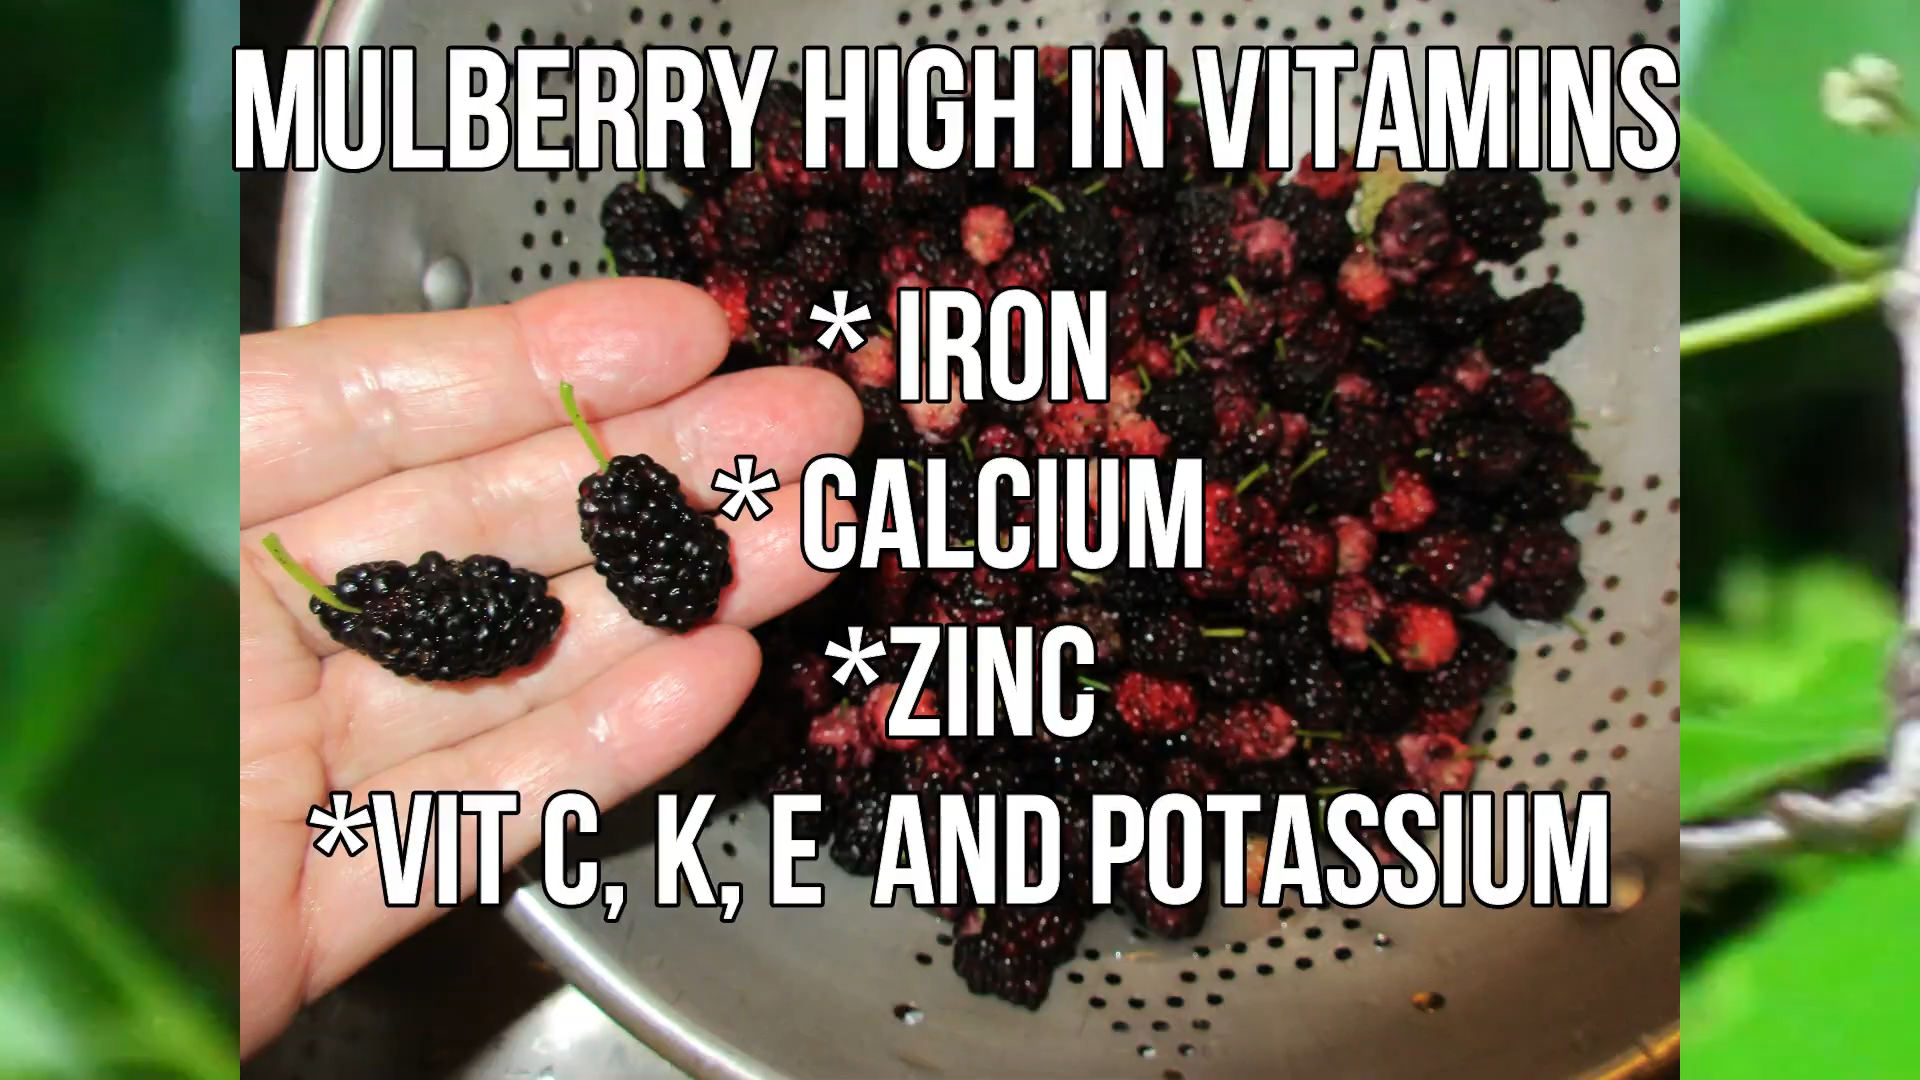 MULBERRY HIGH IN VITAMINS
* IRON
* CALCIUM
*ZINC
*VIT C, K, E  AND POTASSIUM